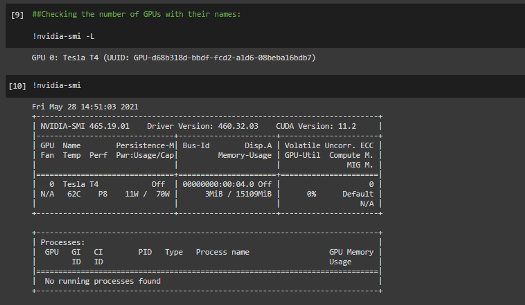 [9] ##Checking the number of GPUs with their names:
!nvidia-smi -L
GPU 0: Tesla T4 (UUID: GPU-d68b318d-bbdf-fcd2-a1d6-08beba16bdb7)
[10] !nvidia-smi
Fri May 28 14:51:03 2021
+-----------------------------------------------------------------------------+
| NVIDIA-SMI 465.19.01    Driver Version: 460.32.03    CUDA Version: 11.2     |
|-------------------------------+----------------------+----------------------+
| GPU  Name        Persistence-M| Bus-Id        Disp.A | Volatile Uncorr. ECC |
| Fan  Temp  Perf  Pwr:Usage/Cap|         Memory-Usage | GPU-Util  Compute M. |
|                               |                      |               MIG M. |
|===============================+======================+======================|
|   0  Tesla T4            Off  | 00000000:00:04.0 Off |                    0 |
| N/A   62C    P8    11W /  70W |      3MiB / 15109MiB |      0%      Default |
|                               |                      |                  N/A |
+-------------------------------+----------------------+----------------------+
+-----------------------------------------------------------------------------+
| Processes:                                                                  |
|  GPU   GI   CI        PID   Type   Process name                  GPU Memory |
|        ID   ID                                                   Usage      |
|=============================================================================|
|  No running processes found                                                 |
+-----------------------------------------------------------------------------+